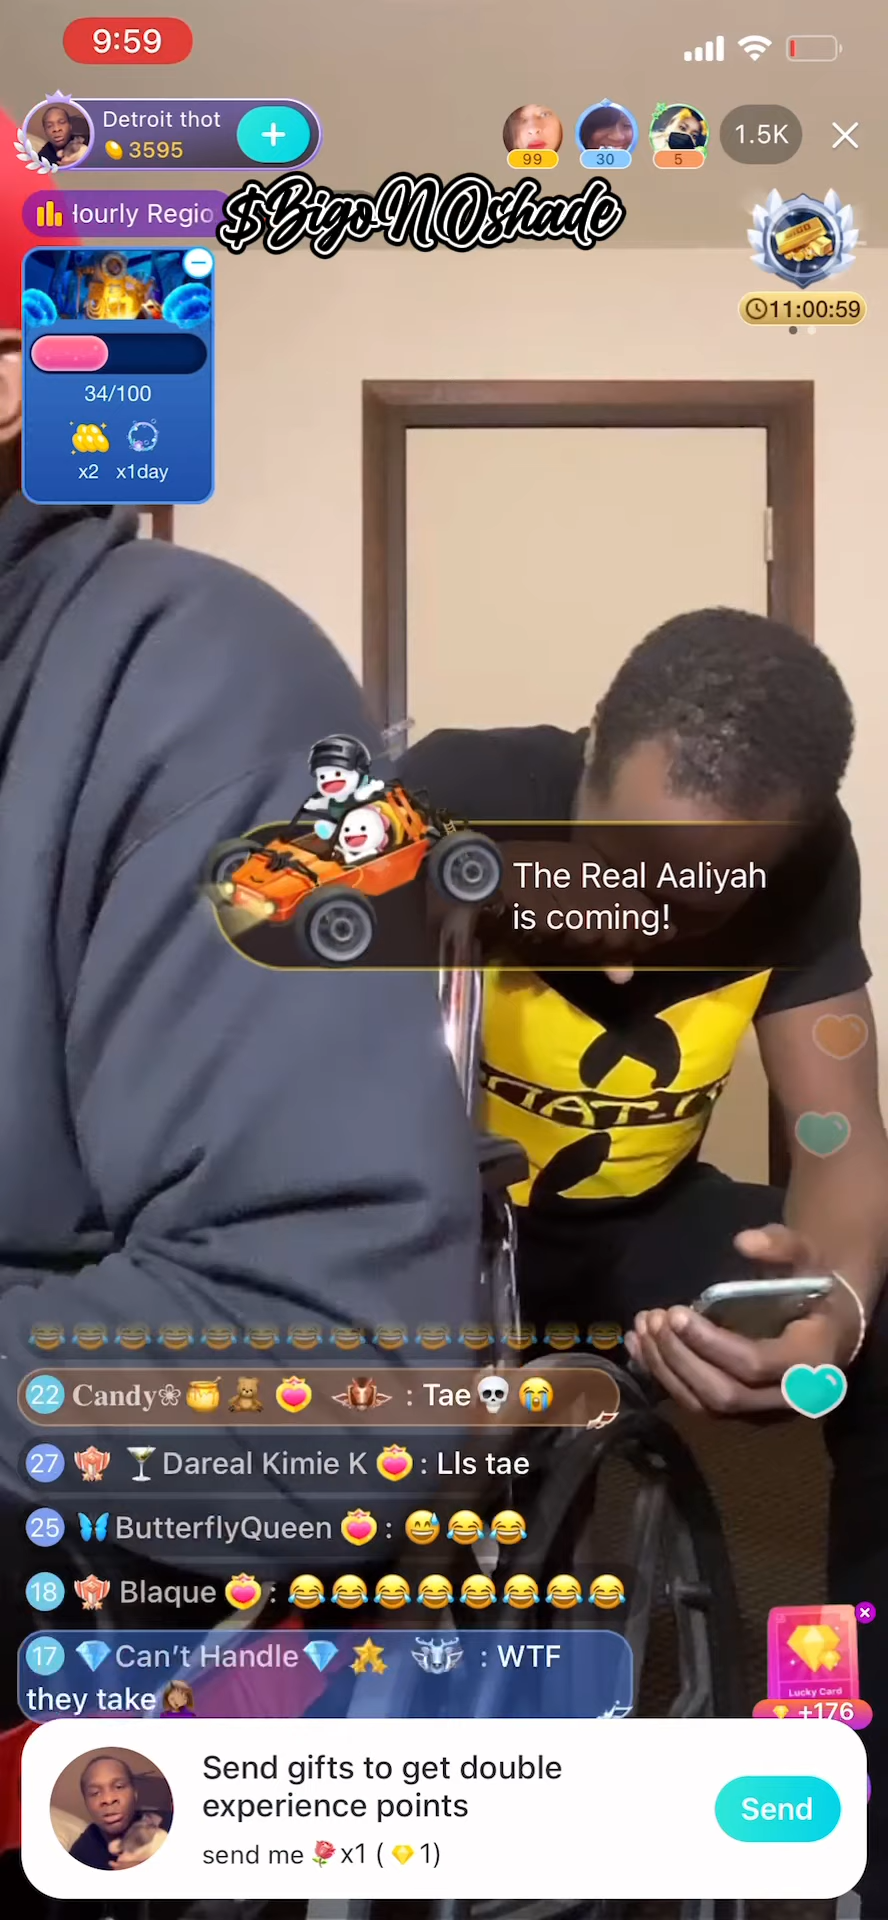 9:59
Detroit thot
3595
99
30
5
1.5K
Hourly Regio
$BigoNOshade
11:00:59
34/100
x2 x1day
The Real Aaliyah
is coming!
22 Candy❀🍯🧸 : Tae💀😭
27 🍸Dareal Kimie K : Lls tae
25 🦋ButterflyQueen : 😅😂😂
18 Blaque : 😂😂😂😂😂😂😂😂
17 💎Can't Handle💎 : WTF
they take
Lucky Card
+176
Send gifts to get double
experience points
send me 🌹x1 ( 1)
Send